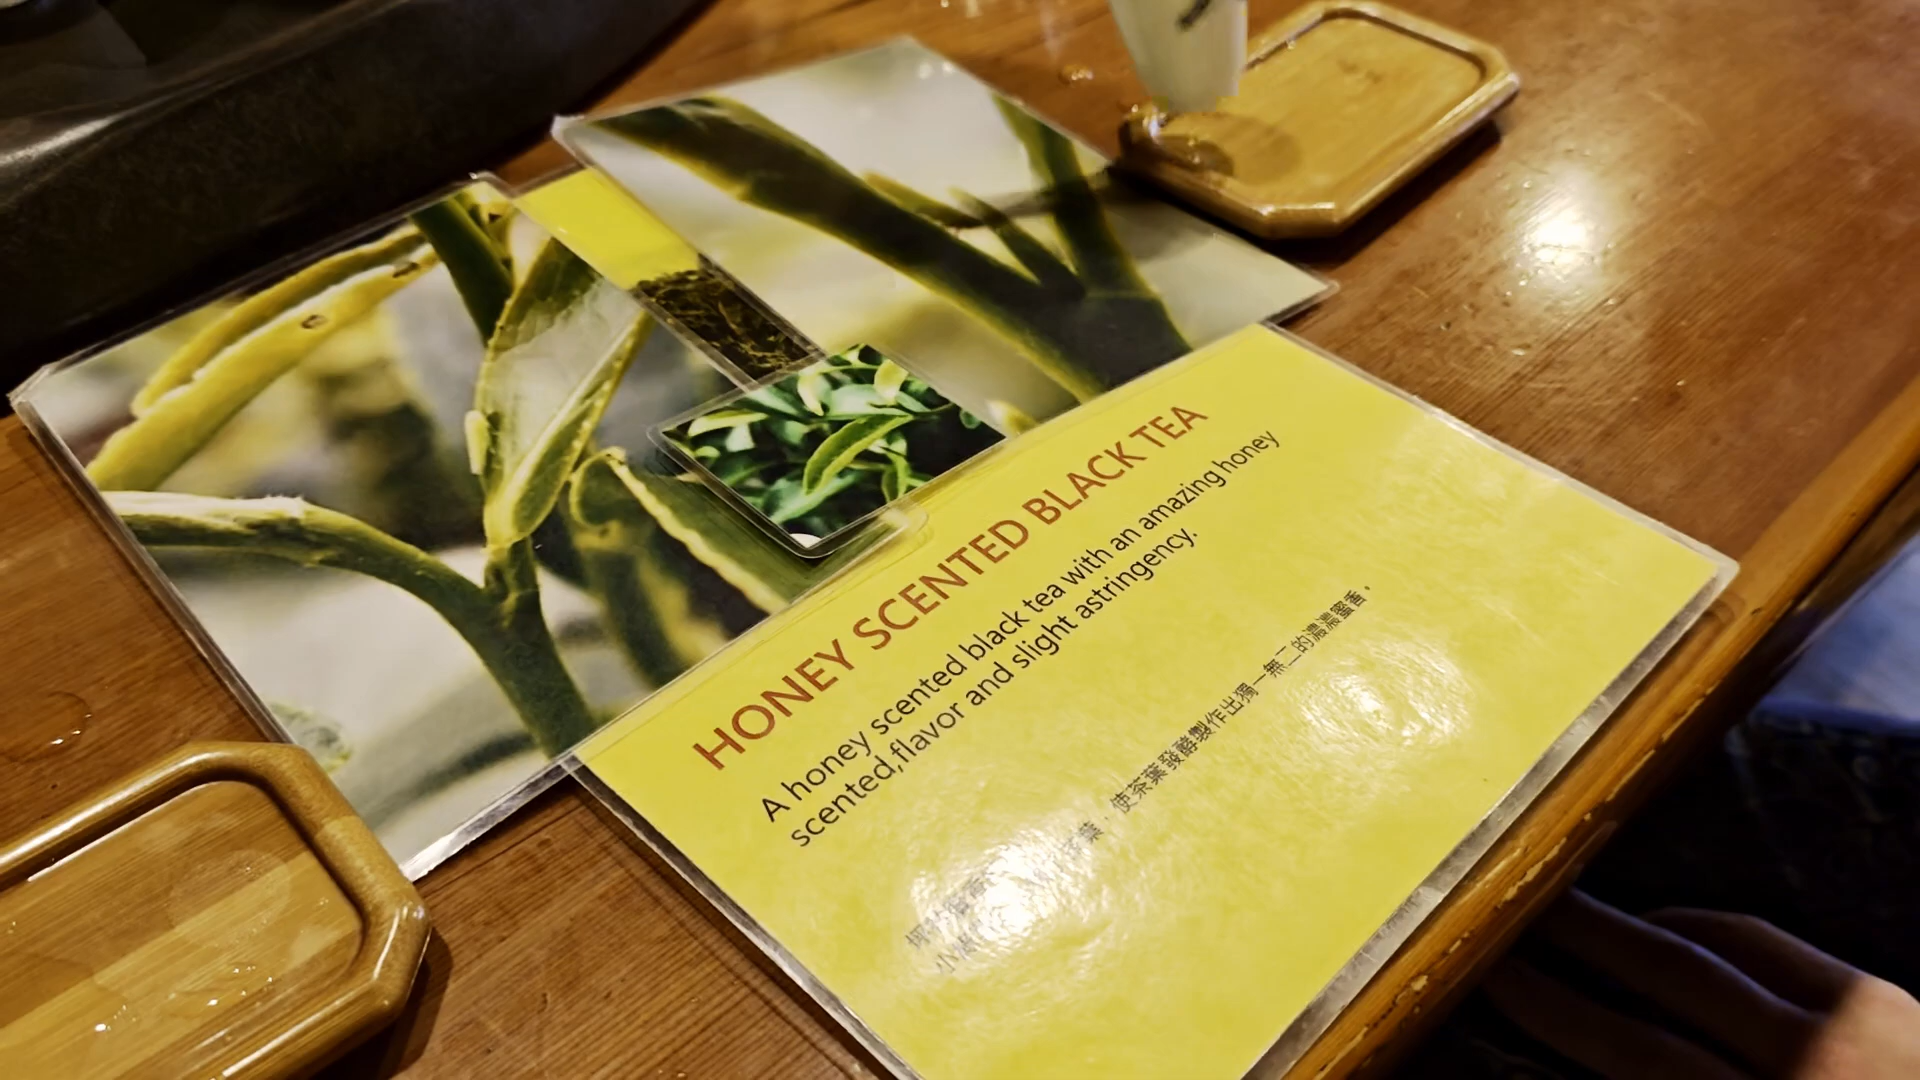 HONEY SCENTED BLACK TEA
A honey scented black tea with an amazing honey
scented,flavor and slight astringency.
葉，使茶葉發酵製作出獨一無二的濃濃蜜香。